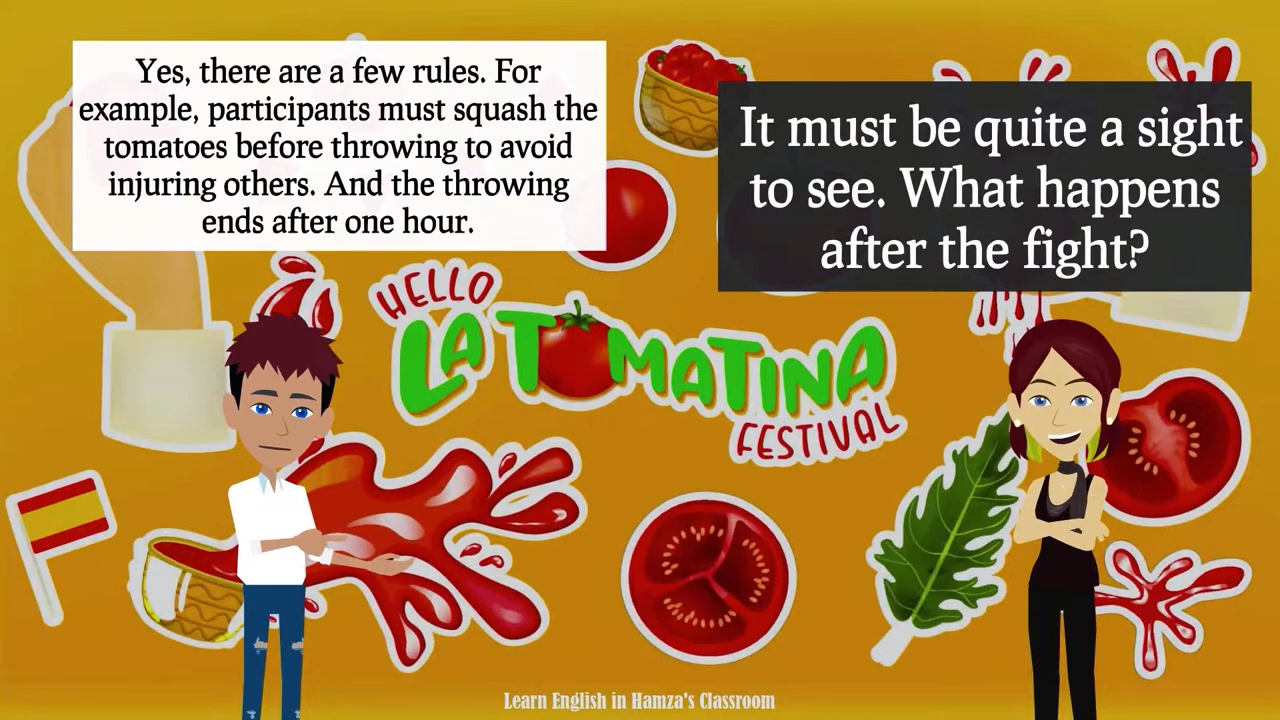 Yes, there are a few rules. For
example, participants must squash the
tomatoes before throwing to avoid
injuring others. And the throwing
ends after one hour.
It must be quite a sight
to see. What happens
after the fight?
HELLO
LA TOMATINA
FESTIVAL
Learn English in Hamza's Classroom